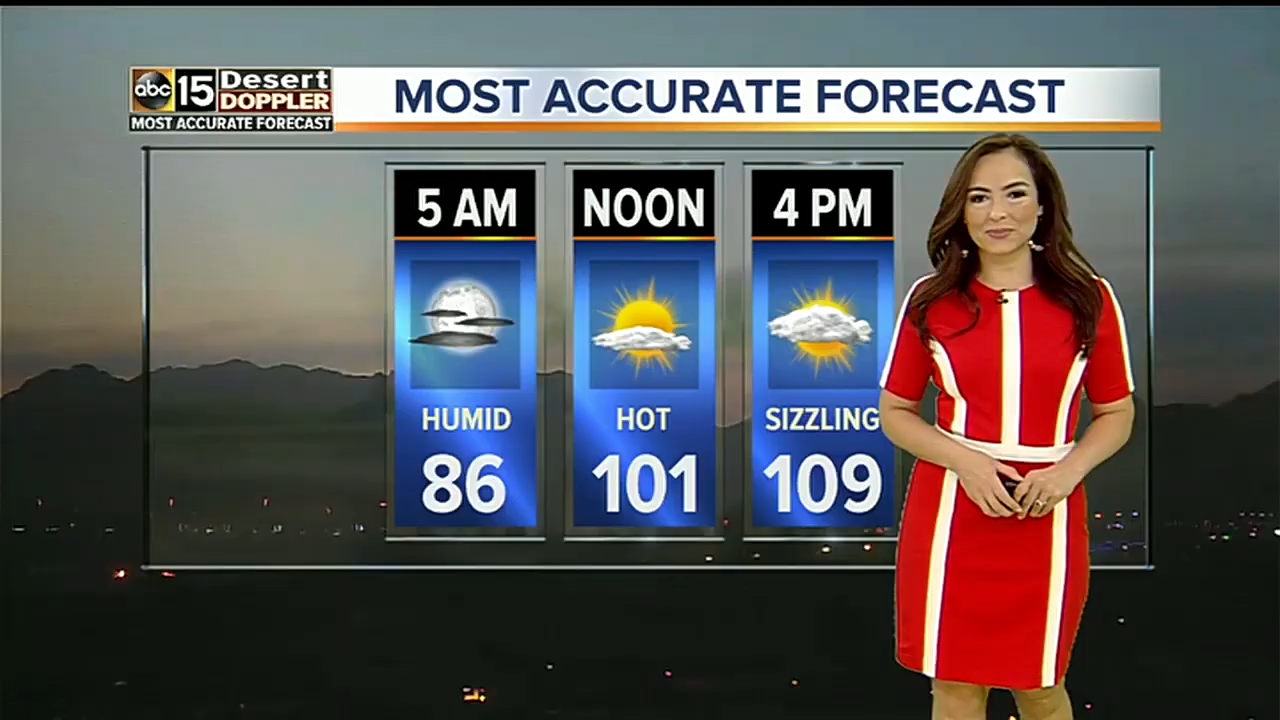 abc 15 Desert
DOPPLER
MOST ACCURATE FORECAST
MOST ACCURATE FORECAST
5 AM
HUMID
86
NOON
HOT
101
4 PM
SIZZLING
109